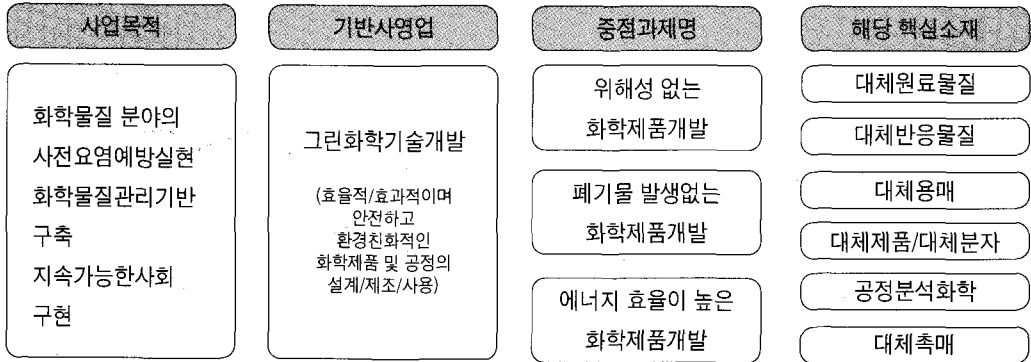 사업목적
기반사영업
중점과제명
해당 핵심소재
화학물질 분야의
사전요염예방실현
화학물질관리기반
구축
지속가능한사회
구현
그린화학기술개발
(효율적/효과적이며
안전하고
환경친화적인
화학제품 및 공정의
설계/제조/사용)
위해성 없는
화학제품개발
폐기물 발생없는
화학제품개발
에너지 효율이 높은
화학제품개발
대체원료물질
대체반응물질
대체용매
대체제품/대체분자
공정분석화학
대체촉매